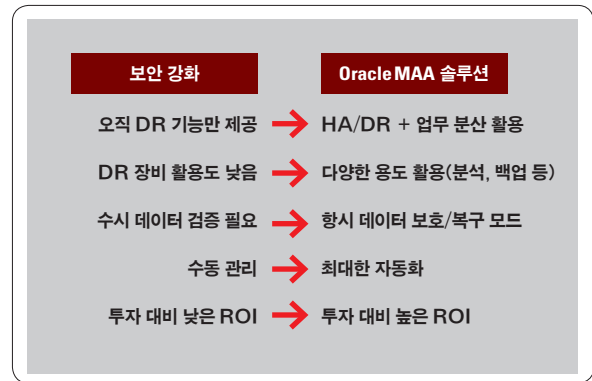 보안 강화 Oracle MAA 솔루션
오직 DR 기능만 제공 HA/DR + 업무 분산 활용
DR 장비 활용도 낮음 다양한 용도 활용(분석, 백업 등)
수시 데이터 검증 필요 항시 데이터 보호/복구 모드
수동 관리 최대한 자동화
투자 대비 낮은 ROI 투자 대비 높은 ROI